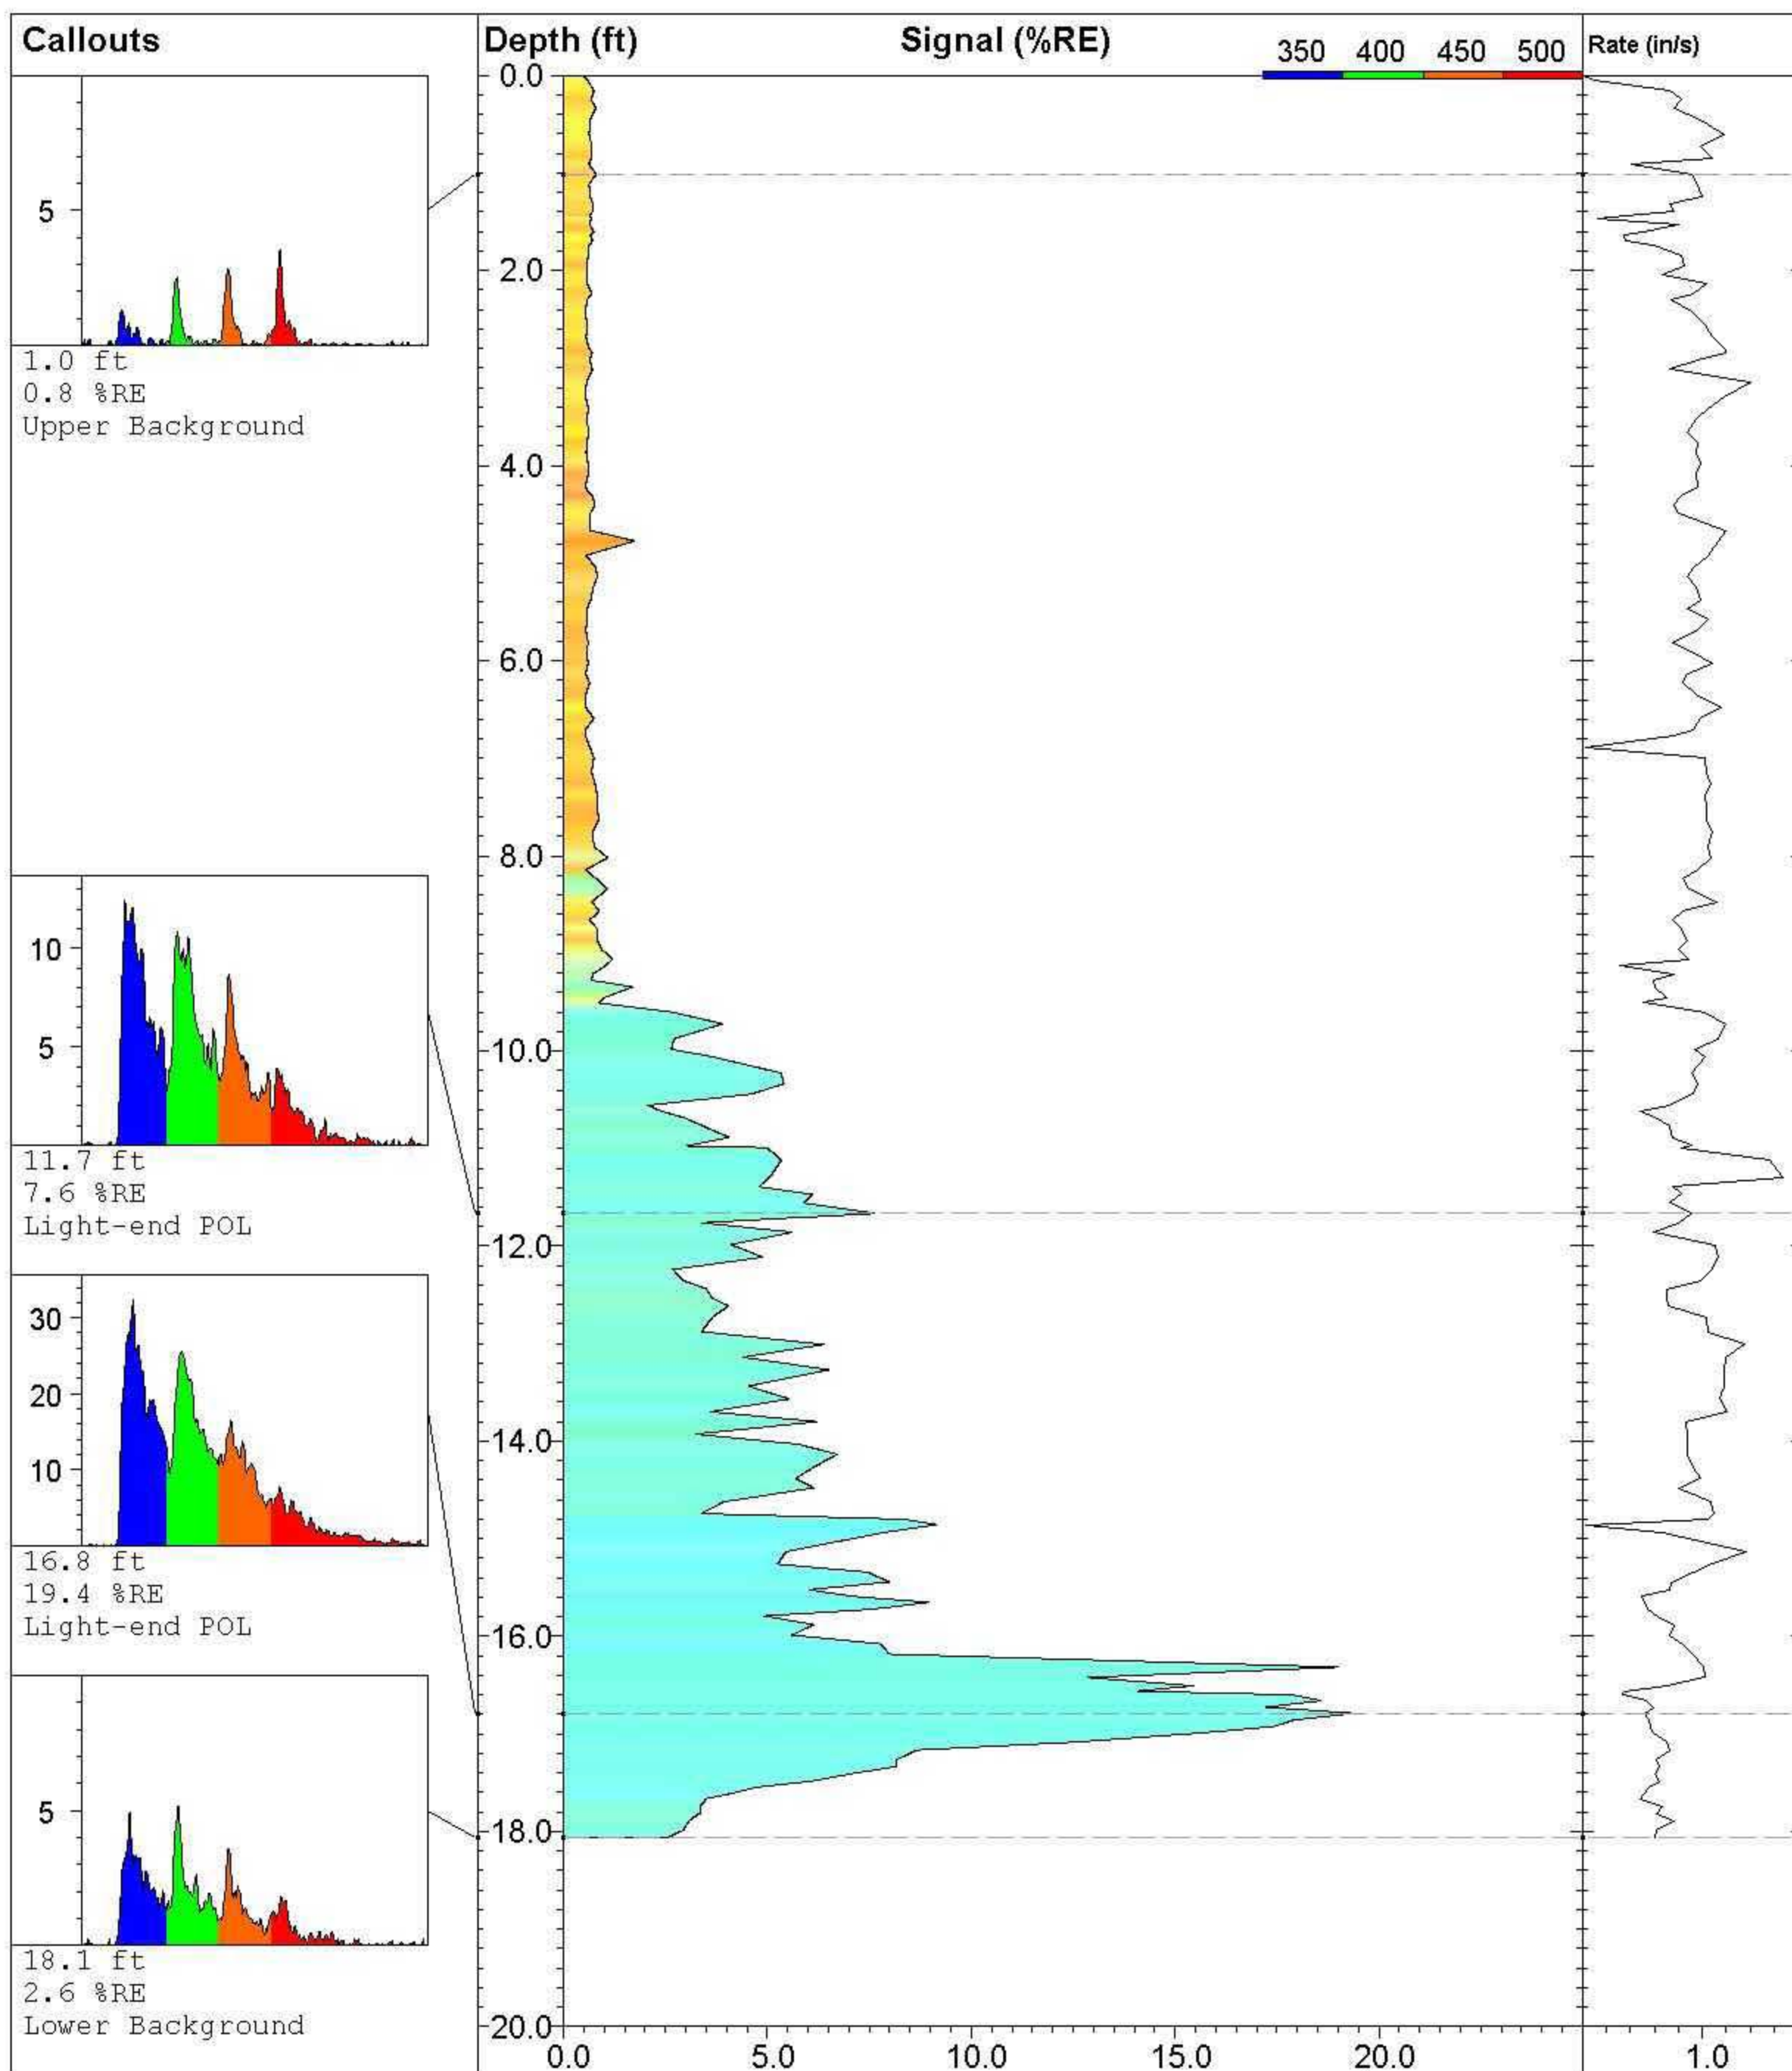 Callouts
Depth (ft)
Signal (%RE)
350 400 450 500
Rate (in/s)
0.0
5
1.0 ft
0.8 %RE
Upper Background
2.0
4.0
6.0
8.0
10
5
11.7 ft
7.6 %RE
Light-end POL
10.0
12.0
30
20
10
16.8 ft
19.4 %RE
Light-end POL
14.0
16.0
5
18.1 ft
2.6 %RE
Lower Background
18.0
20.0
0.0 5.0 10.0 15.0 20.0
1.0